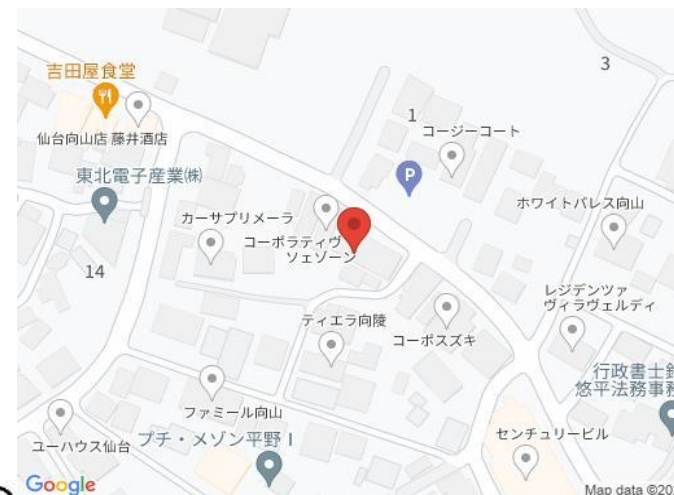 吉田屋食堂
仙台向山店
藤井酒店
東北電子産業㈱
1
3
コージーコート
P
ホワイトパレス向山
カーサプリメーラ
コーポラティヴ
ソェゾーン
14
レジデンツァ
ヴィラヴェルディ
ティエラ向陵
コーポスズキ
行政書士鈴
悠平法務事務
ファミール向山
ユーハウス仙台
プチ・メゾン平野Ⅰ
センチュリービル
Google
Map data ©20